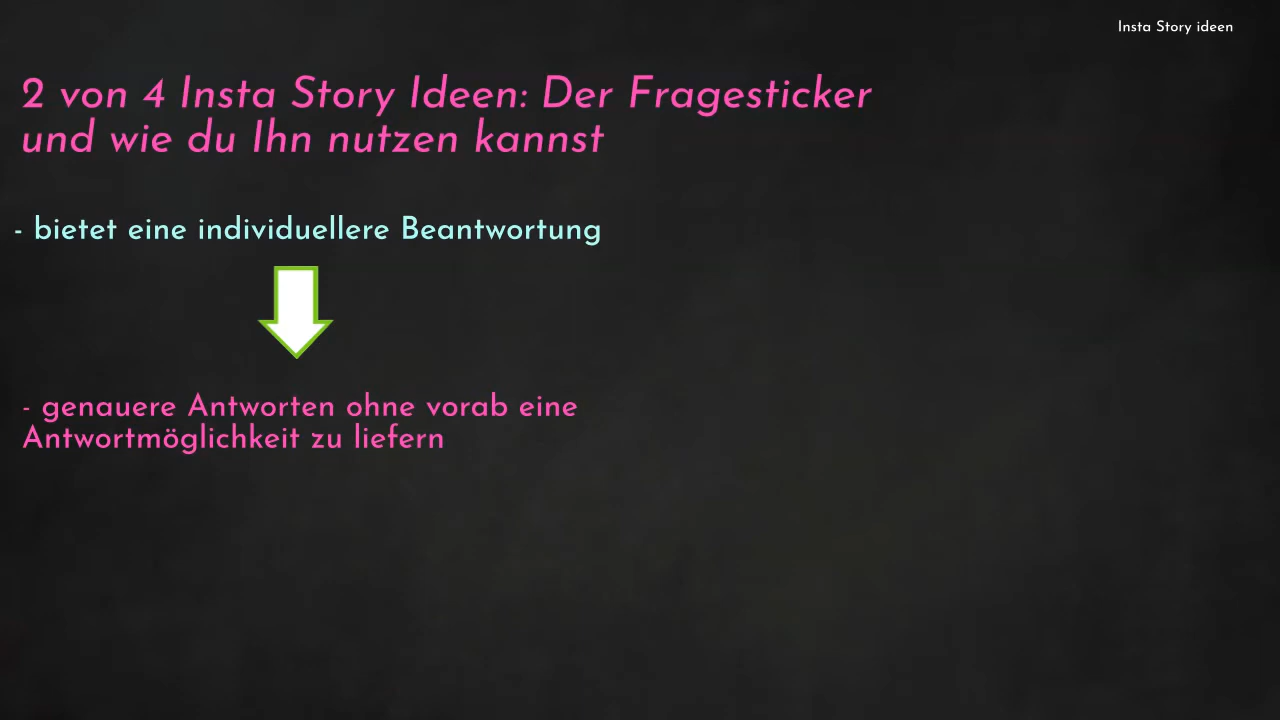 Insta Story ideen
2 von 4 Insta Story Ideen: Der Fragesticker
und wie du Ihn nutzen kannst
- bietet eine individuellere Beantwortung
- genauere Antworten ohne vorab eine
Antwortmöglichkeit zu liefern